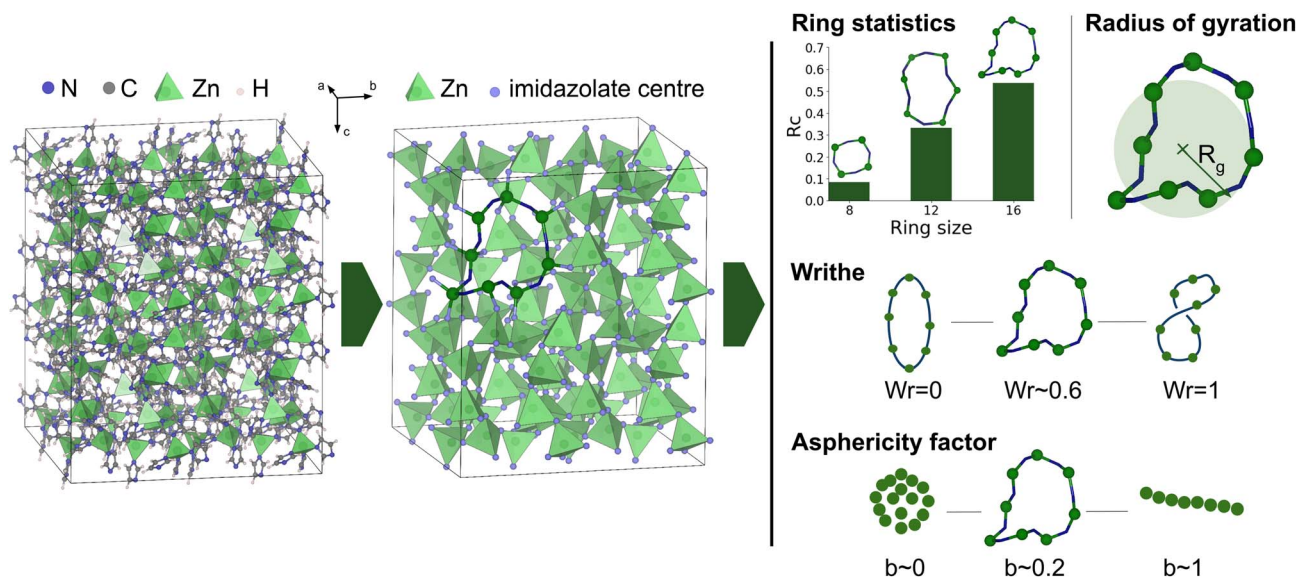 N C Zn H
a b c
Zn imidazolate centre
Ring statistics
0.7
0.6
0.5
0.4
0.3
0.2
0.1
0.0
Rc
8 12 16
Ring size
Radius of gyration
Rg
Writhe
Wr=0 Wr~0.6 Wr=1
Asphericity factor
b~0 b~0.2 b~1